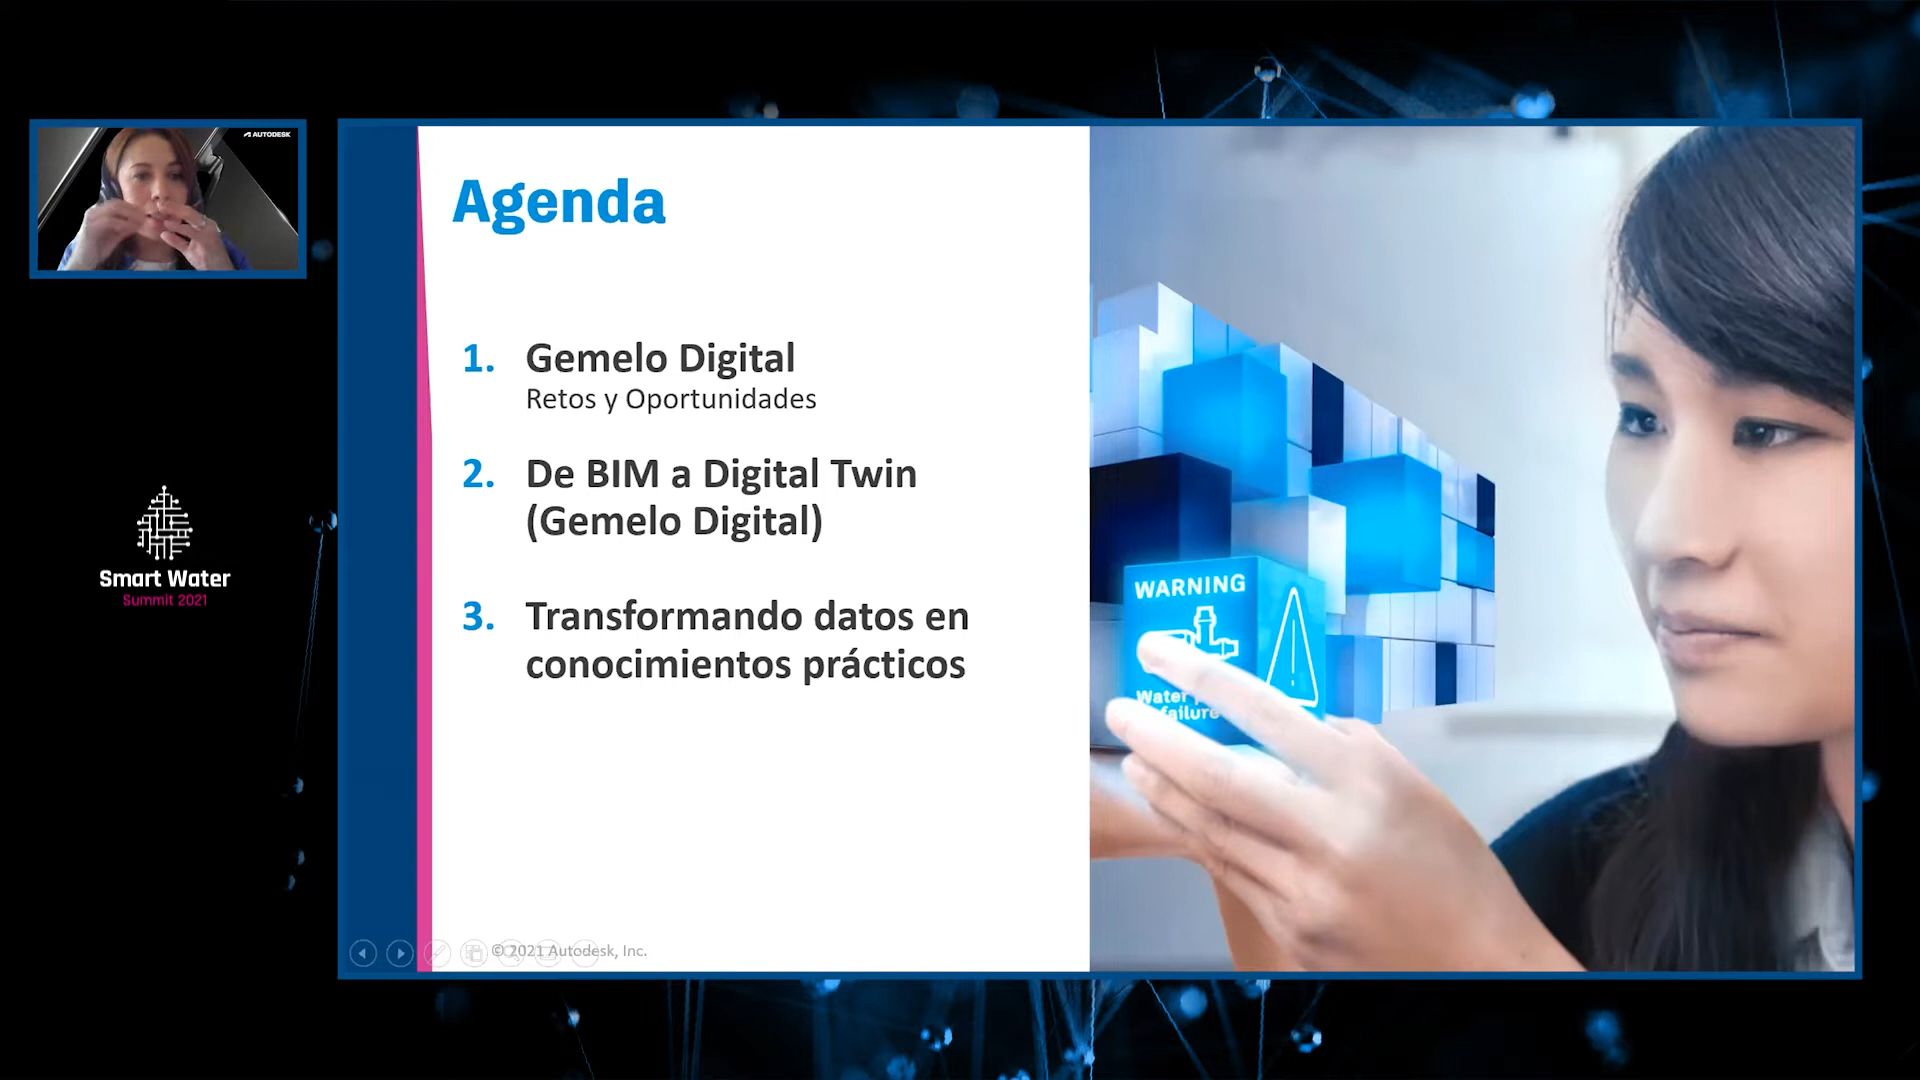 AUTODESK
Agenda
1. Gemelo Digital
Retos y Oportunidades
2. De BIM a Digital Twin
(Gemelo Digital)
3. Transformando datos en
conocimientos prácticos
WARNING
Water
failure
Smart Water
Summit 2021
© 2021 Autodesk, Inc.